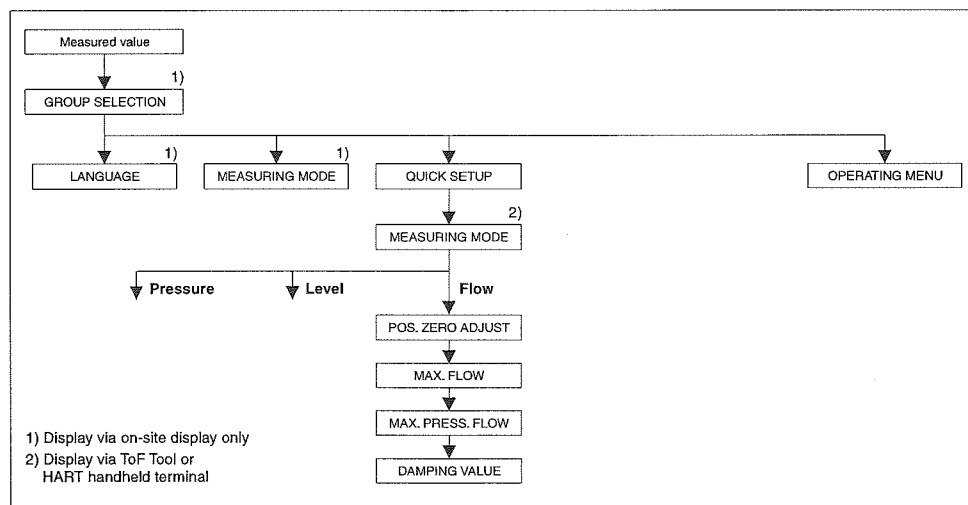 Measured value
1)
GROUP SELECTION
1)
1)
LANGUAGE
MEASURING MODE
QUICK SETUP
OPERATING MENU
2)
MEASURING MODE
Pressure
Level
Flow
POS. ZERO ADJUST
MAX. FLOW
MAX. PRESS. FLOW
DAMPING VALUE
1) Display via on-site display only
2) Display via ToF Tool or
HART handheld terminal